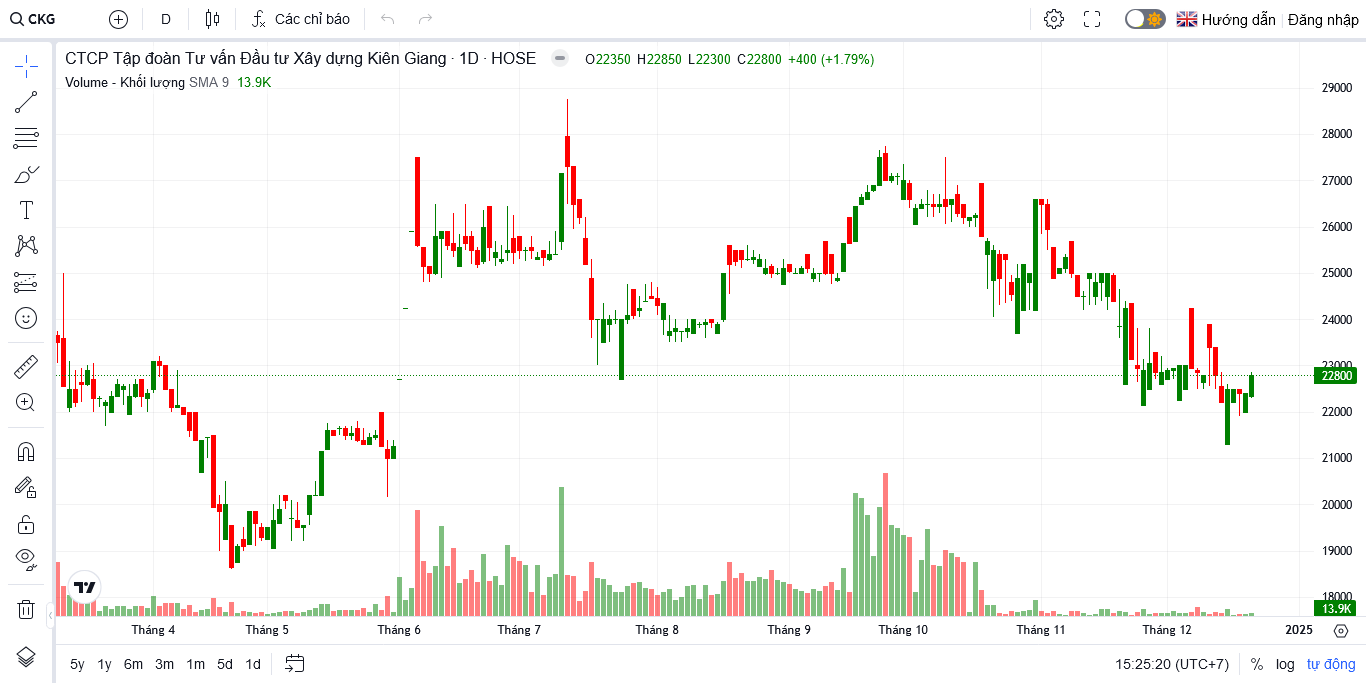 CKG D Các chỉ báo Hướng dẫn Đăng nhập
CTCP Tập đoàn Tư vấn Đầu tư Xây dựng Kiên Giang · 1D · HOSE O22350 H22850 L22300 C22800 +400 (+1.79%)
Volume - Khối lượng SMA 9 13.9K
29000
28000
27000
26000
25000
24000
23000
22800
22000
21000
20000
19000
18000
13.9K
Tháng 4 Tháng 5 Tháng 6 Tháng 7 Tháng 8 Tháng 9 Tháng 10 Tháng 11 Tháng 12 2025
5y 1y 6m 3m 1m 5d 1d 15:25:20 (UTC+7) % log tự động